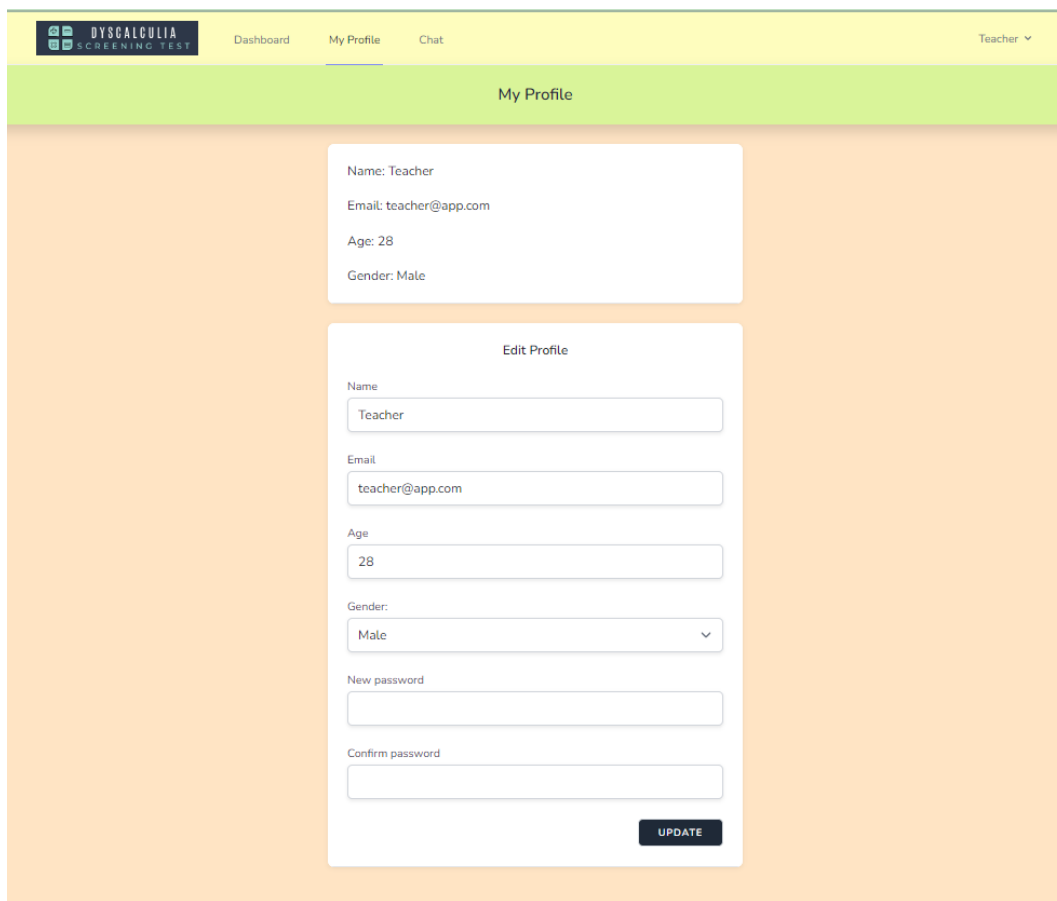 DYSCALCULIA
SCREENING TEST
Dashboard My Profile Chat Teacher
My Profile
Name: Teacher
Email: teacher@app.com
Age: 28
Gender: Male
Edit Profile
Name
Teacher
Email
teacher@app.com
Age
28
Gender:
Male
New password
Confirm password
UPDATE